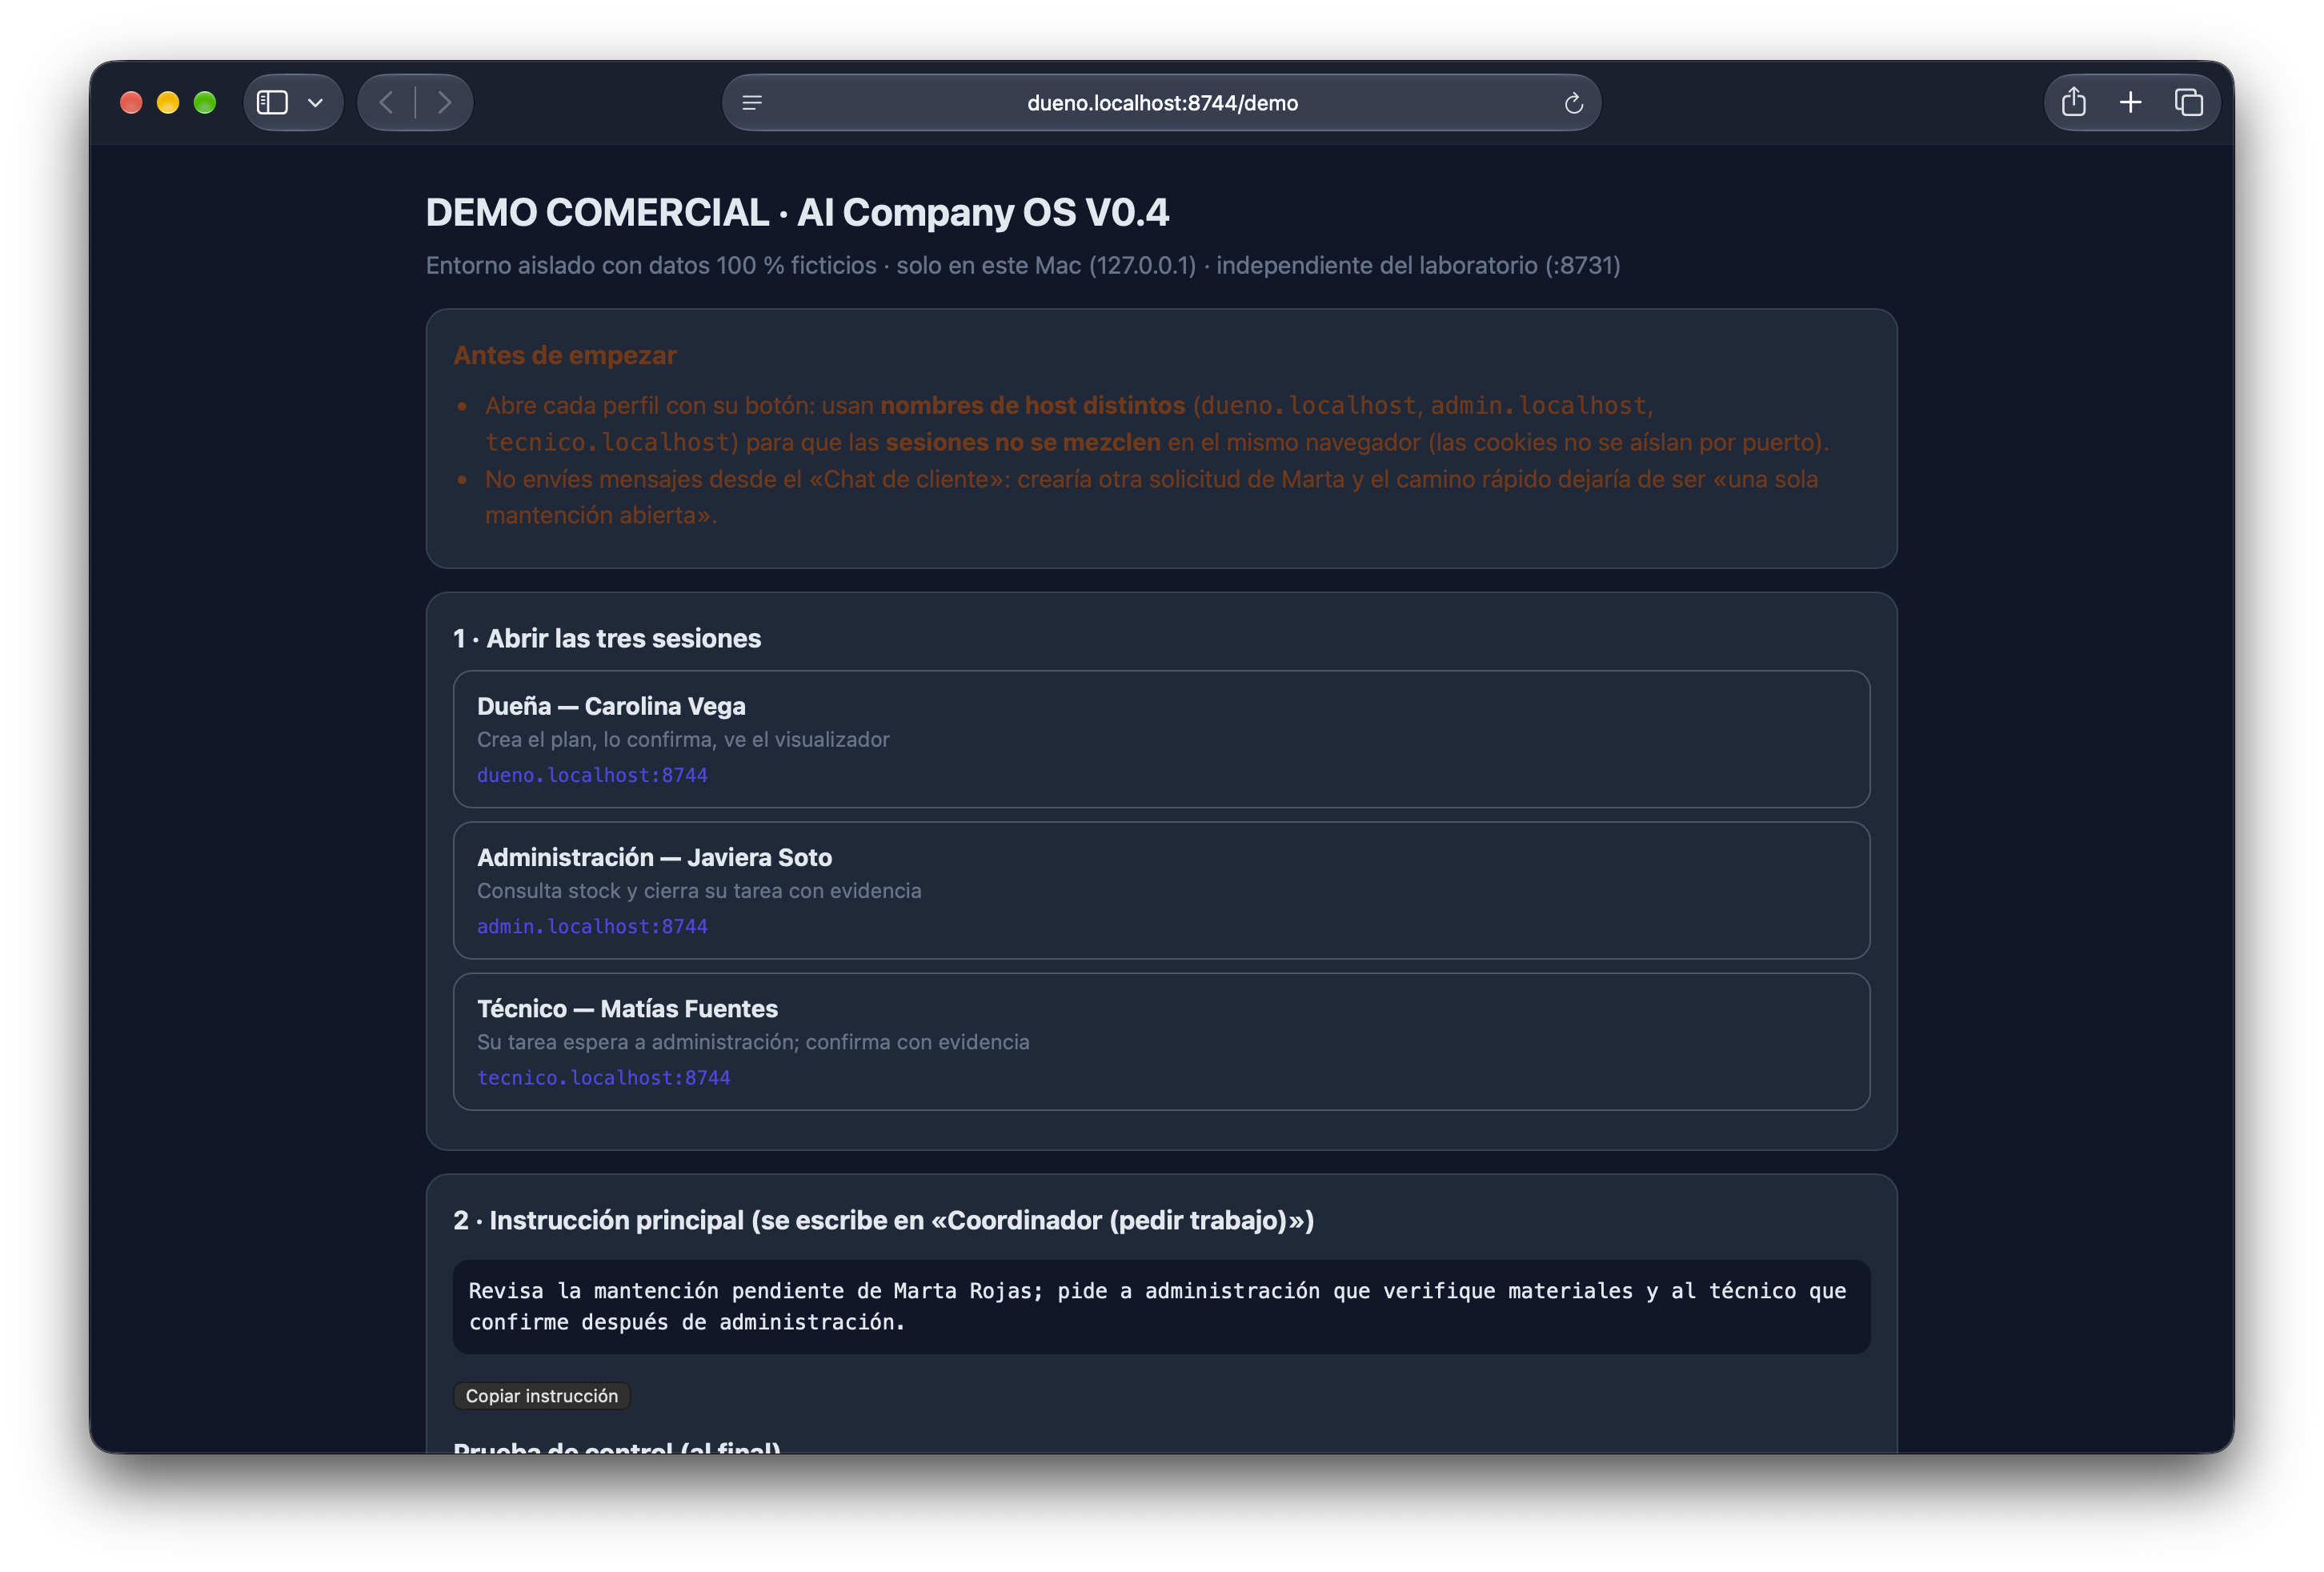 dueno.localhost:8744/demo
DEMO COMERCIAL · AI Company OS V0.4
Entorno aislado con datos 100 % ficticios · solo en este Mac (127.0.0.1) · independiente del laboratorio (:8731)
Antes de empezar
• Abre cada perfil con su botón: usan nombres de host distintos (dueno.localhost, admin.localhost,
tecnico.localhost) para que las sesiones no se mezclen en el mismo navegador (las cookies no se aíslan por puerto).
• No envíes mensajes desde el «Chat de cliente»: crearía otra solicitud de Marta y el camino rápido dejaría de ser «una sola
mantención abierta».
1 · Abrir las tres sesiones
Dueña — Carolina Vega
Crea el plan, lo confirma, ve el visualizador
dueno.localhost:8744
Administración — Javiera Soto
Consulta stock y cierra su tarea con evidencia
admin.localhost:8744
Técnico — Matías Fuentes
Su tarea espera a administración; confirma con evidencia
tecnico.localhost:8744
2 · Instrucción principal (se escribe en «Coordinador (pedir trabajo)»)
Revisa la mantención pendiente de Marta Rojas; pide a administración que verifique materiales y al técnico que
confirme después de administración.
Copiar instrucción
Prueba de control (al final)